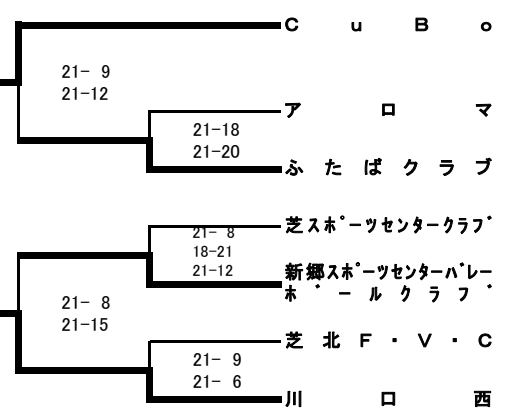 CuBo
21- 9
21-12
アロマ
21-18
21-20
ふたばクラブ
芝スポーツセンタークラブ
21- 8
18-21
21-12
新郷スポーツセンターバレー
ボールクラブ
21- 8
21-15
芝北F・V・C
21- 9
21- 6
川口西